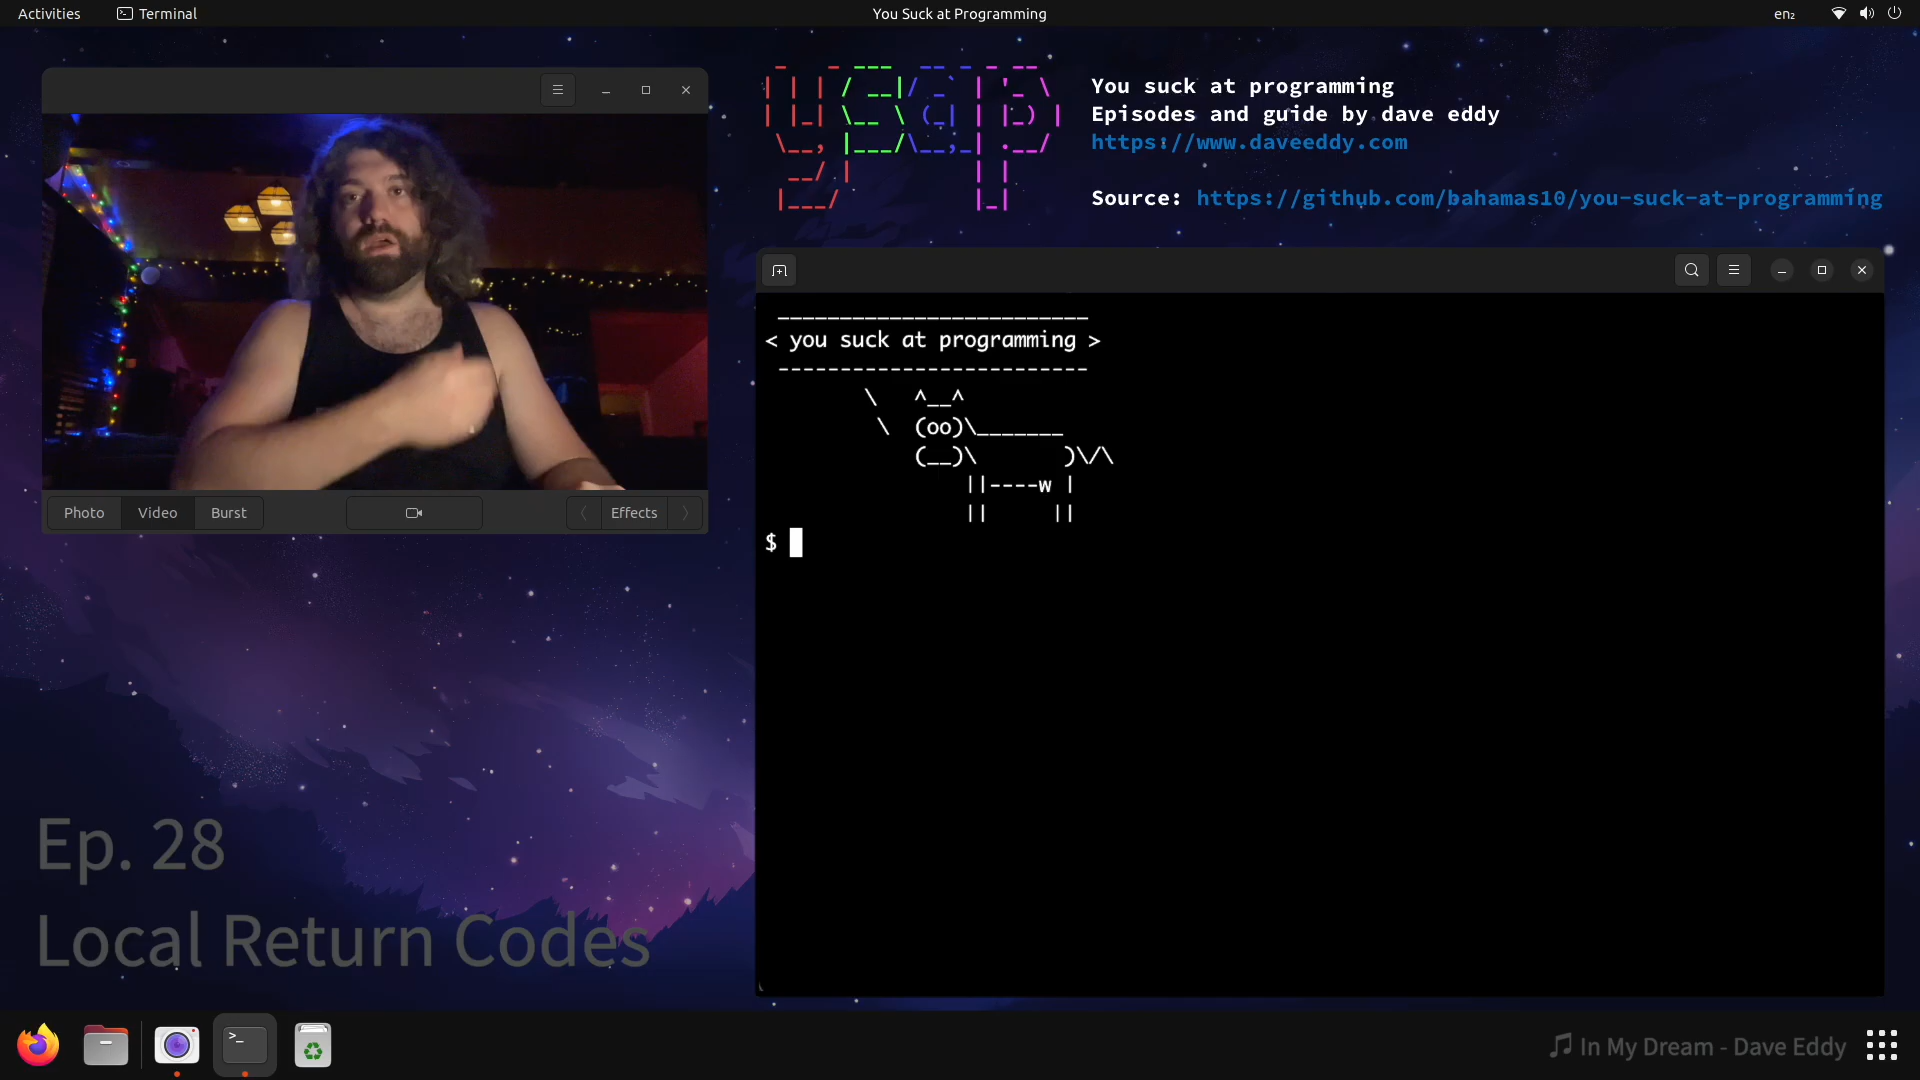 Activities
Terminal
You Suck at Programming
en₂
You suck at programming
Episodes and guide by dave eddy
https://www.daveeddy.com
Source: https://github.com/bahamas10/you-suck-at-programming
< you suck at programming >
$
Photo
Video
Burst
Effects
Ep. 28
Local Return Codes
In My Dream - Dave Eddy